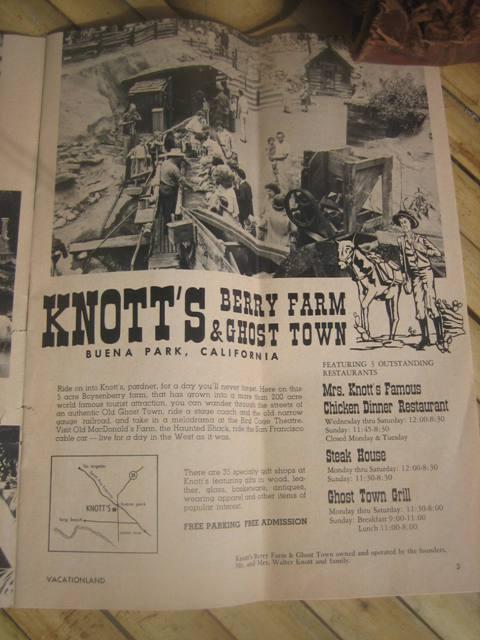 KNOTT'S BERRY FARM
& GHOST TOWN
BUENA PARK, CALIFORNIA
Ride on into Knott's, pardner, for a day you'll never forget. Here on this
5 acre Boysenberry farm, that has grown into a more than 200 acre
world famous tourist attraction, you can wander through the streets of
an authentic Old Ghost Town, ride a stage coach and the old narrow
gauge railroad, and take in a melodrama at the Bird Cage Theatre.
Visit Old MacDonald's Farm, the Haunted Shack, ride the San Francisco
cable car — live for a day in the West as it was.
There are 35 specialty gift shops at
Knott's featuring gifts in wood, lea-
ther, glass, bookware, antiques,
wearing apparel and other items of
popular interest.
FREE PARKING FREE ADMISSION
los angeles
KNOTT'S
buena park
long beach
santa ana
FEATURING 3 OUTSTANDING
RESTAURANTS
Mrs. Knott's Famous
Chicken Dinner Restaurant
Wednesday thru Saturday: 12:00-8:30
Sunday: 11:45-8:30
Closed Monday & Tuesday
Steak House
Monday thru Saturday: 12:00-8:30
Sunday: 11:30-8:30
Ghost Town Grill
Monday thru Saturday: 11:30-8:00
Sunday: Breakfast 9:00-11:00
Lunch 11:00-8:00
Knott's Berry Farm & Ghost Town owned and operated by the founders,
Mr. and Mrs. Walter Knott and family.
VACATIONLAND
3